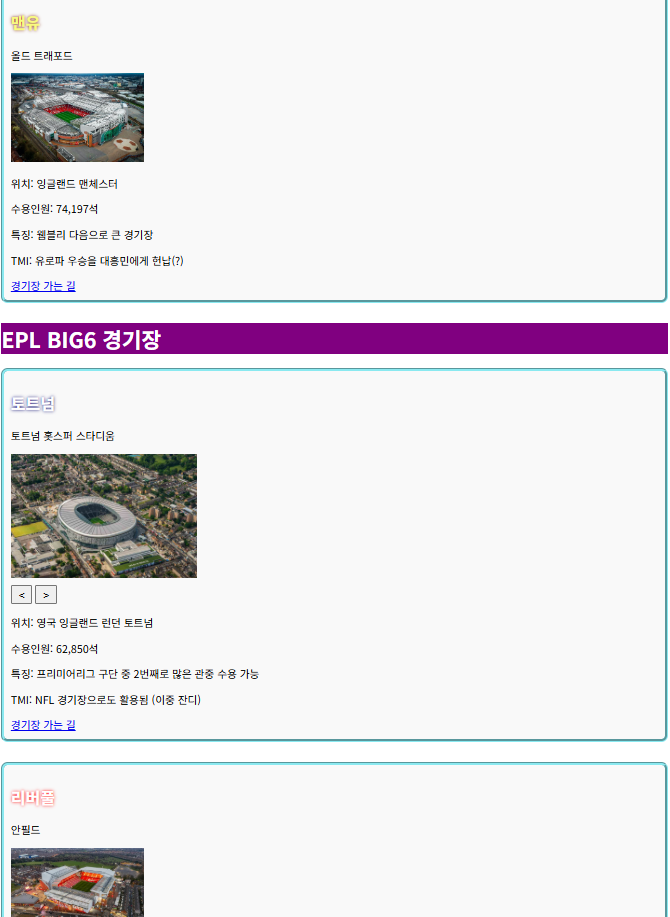 맨유
올드 트래포드
위치: 잉글랜드 맨체스터
수용인원: 74,197석
특징: 웸블리 다음으로 큰 경기장
TMI: 유로파 우승을 대흥민에게 헌납(?)
경기장 가는 길
EPL BIG6 경기장
토트넘
토트넘 홋스퍼 스타디움
< >
위치: 영국 잉글랜드 런던 토트넘
수용인원: 62,850석
특징: 프리미어리그 구단 중 2번째로 많은 관중 수용 가능
TMI: NFL 경기장으로도 활용됨 (이중 잔디)
경기장 가는 길
리버풀
안필드